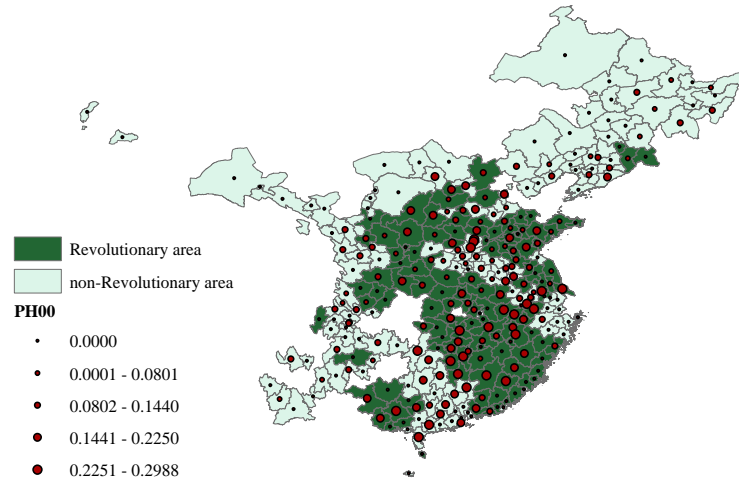 Revolutionary area
non-Revolutionary area
PH00
0.0000
0.0001 - 0.0801
0.0802 - 0.1440
0.1441 - 0.2250
0.2251 - 0.2988